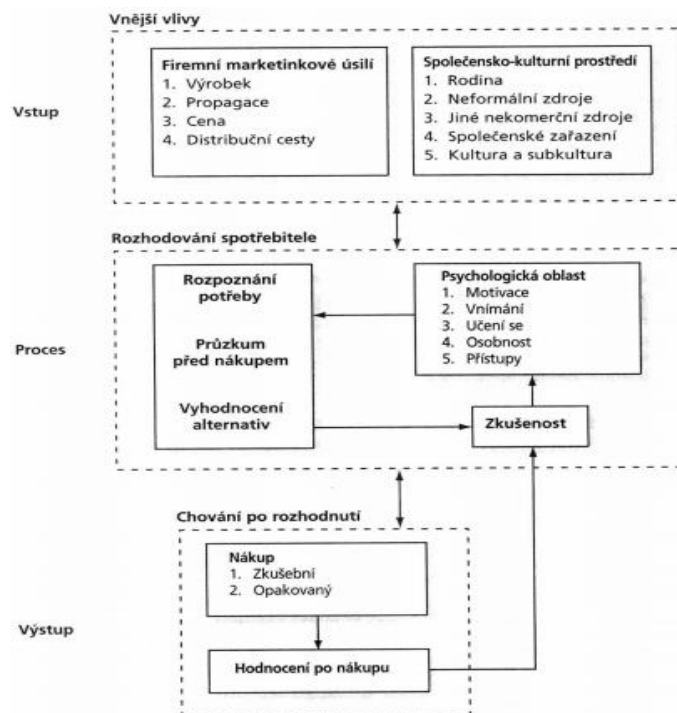 Vnější vlivy
Vstup
Firemní marketinkové úsilí
1. Výrobek
2. Propagace
3. Cena
4. Distribuční cesty
Společensko-kulturní prostředí
1. Rodina
2. Neformální zdroje
3. Jiné nekomerční zdroje
4. Společenské zařazení
5. Kultura a subkultura
Rozhodování spotřebitele
Proces
Rozpoznání
potřeby
Průzkum
před nákupem
Vyhodnocení
alternativ
Psychologická oblast
1. Motivace
2. Vnímání
3. Učení se
4. Osobnost
5. Přístupy
Zkušenost
Chování po rozhodnutí
Výstup
Nákup
1. Zkušební
2. Opakovaný
Hodnocení po nákupu